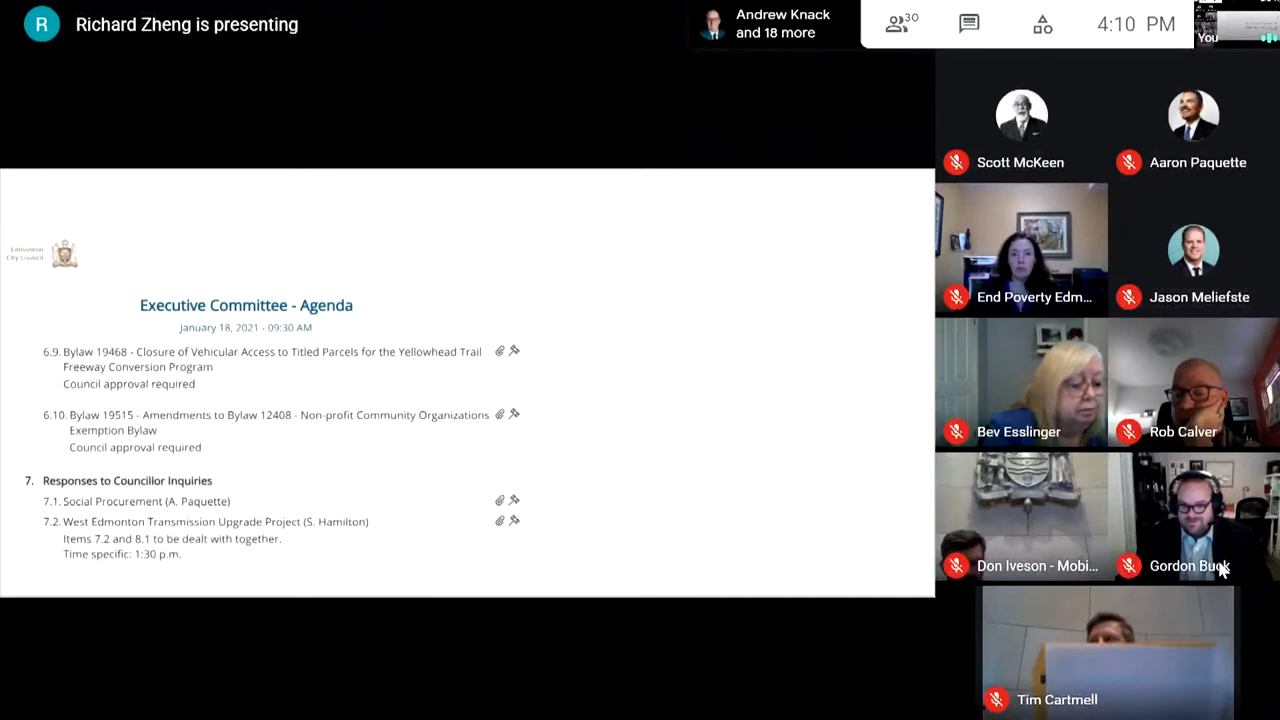 R
Richard Zheng is presenting
Andrew Knack
and 18 more
30
4:10 PM
You
Scott McKeen
Aaron Paquette
End Poverty Edm...
Jason Meliefste
Bev Esslinger
Rob Calver
Don Iveson - Mobi...
Gordon Buck
Tim Cartmell
Edmonton
City Council
Executive Committee - Agenda
January 18, 2021 - 09:30 AM
6.9. Bylaw 19468 - Closure of Vehicular Access to Titled Parcels for the Yellowhead Trail
Freeway Conversion Program
Council approval required
6.10. Bylaw 19515 - Amendments to Bylaw 12408 - Non-profit Community Organizations
Exemption Bylaw
Council approval required
7. Responses to Councillor Inquiries
7.1. Social Procurement (A. Paquette)
7.2. West Edmonton Transmission Upgrade Project (S. Hamilton)
Items 7.2 and 8.1 to be dealt with together.
Time specific: 1:30 p.m.